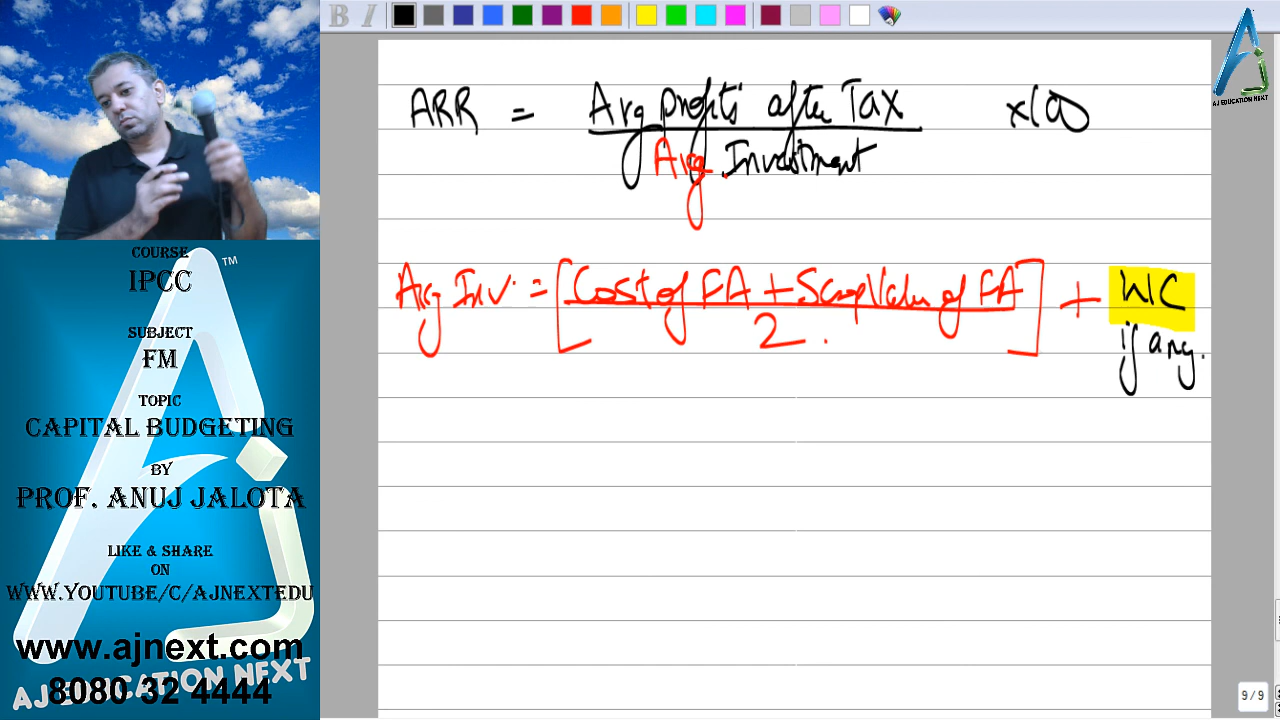 B I
AJ EDUCATION NEXT
ARR = Avg Profits after Tax x100
Avg. Investment
Avg Inv. = [Cost of FA + Scrap Value of FA] + W/C
2.
if any.
TM
COURSE
IPCC
SUBJECT
FM
TOPIC
CAPITAL BUDGETING
BY
PROF. ANUJ JALOTA
LIKE & SHARE
ON
WWW.YOUTUBE/C/AJNEXTEDU
www.ajnext.com
AJ EDUCATION NEXT
8080 32 4444
9/9